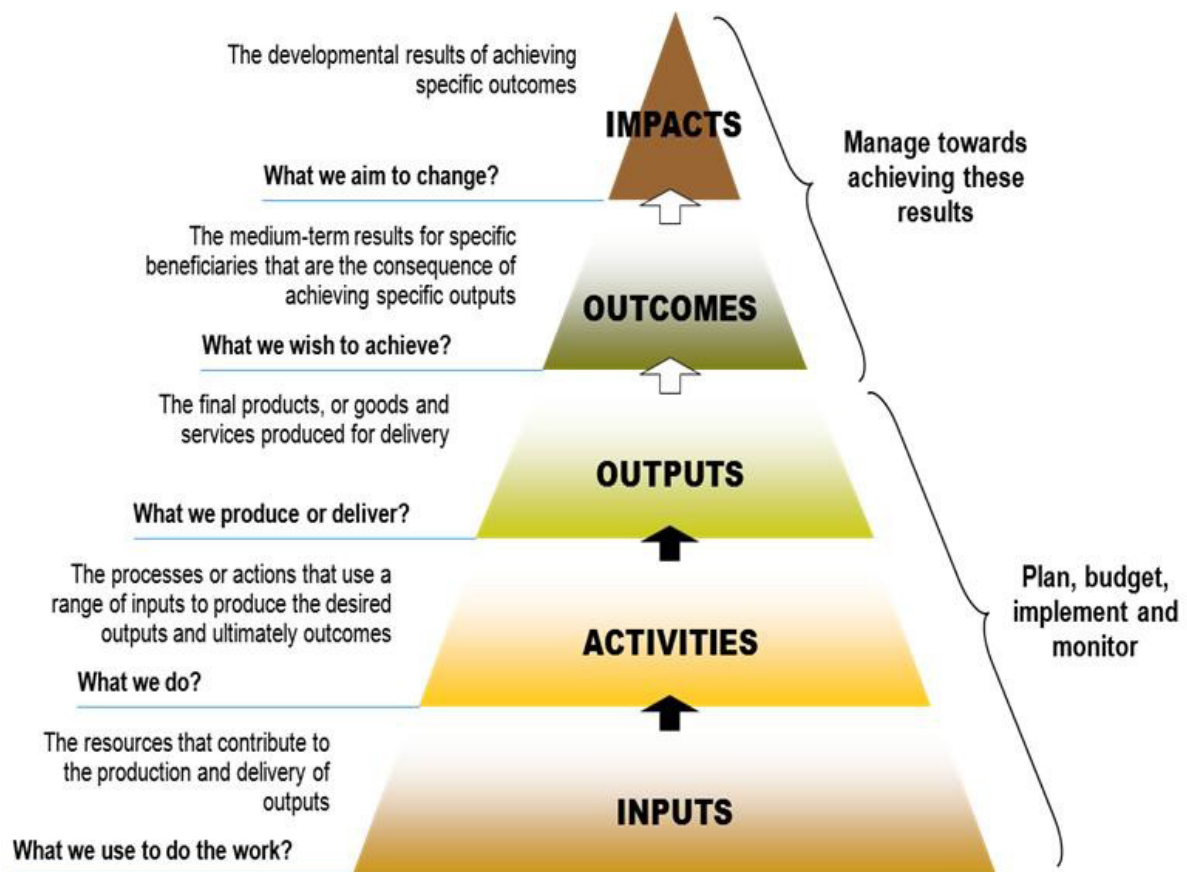 The developmental results of achieving
specific outcomes
IMPACTS
What we aim to change?
Manage towards
achieving these
results
The medium-term results for specific
beneficiaries that are the consequence of
achieving specific outputs
OUTCOMES
What we wish to achieve?
The final products, or goods and
services produced for delivery
OUTPUTS
What we produce or deliver?
The processes or actions that use a
range of inputs to produce the desired
outputs and ultimately outcomes
ACTIVITIES
What we do?
Plan, budget,
implement and
monitor
The resources that contribute to
the production and delivery of
outputs
INPUTS
What we use to do the work?